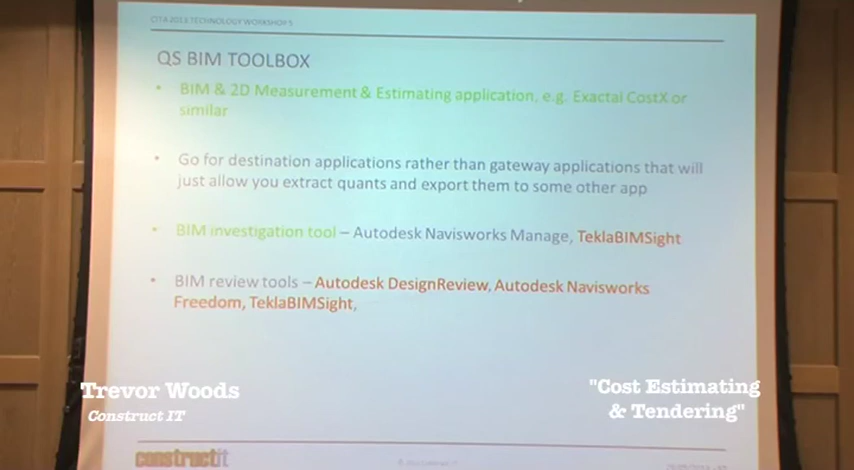 CITA 2013 TECHNOLOGY WORKSHOP 5
QS BIM TOOLBOX
• BIM & 2D Measurement & Estimating application, e.g. Exactal CostX or
similar
• Go for destination applications rather than gateway applications that will
just allow you extract quants and export them to some other app
• BIM investigation tool – Autodesk Navisworks Manage, TeklaBIMSight
• BIM review tools – Autodesk DesignReview, Autodesk Navisworks
Freedom, TeklaBIMSight,
Trevor Woods
Construct IT
"Cost Estimating
& Tendering"
constructit